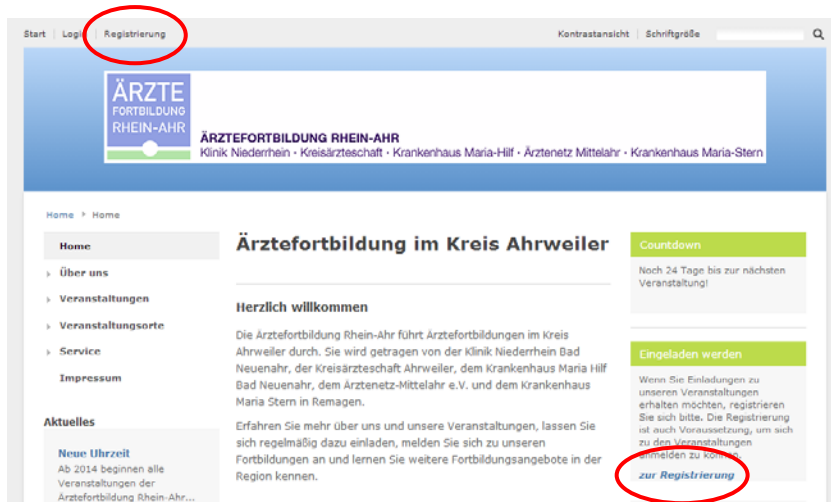 Start | Login | Registrierung
Kontrastansicht | Schriftgröße
ÄRZTE
FORTBILDUNG
RHEIN-AHR
ÄRZTEFORTBILDUNG RHEIN-AHR
Klinik Niederrhein · Kreisärzteschaft · Krankenhaus Maria-Hilf · Ärztenetz Mittelahr · Krankenhaus Maria-Stern
Home › Home
Home
Über uns
Veranstaltungen
Veranstaltungsorte
Service
Impressum
Aktuelles
Neue Uhrzeit
Ab 2014 beginnen alle
Veranstaltungen der
Ärztefortbildung Rhein-Ahr...
Ärztefortbildung im Kreis Ahrweiler
Herzlich willkommen
Die Ärztefortbildung Rhein-Ahr führt Ärztefortbildungen im Kreis
Ahrweiler durch. Sie wird getragen von der Klinik Niederrhein Bad
Neuenahr, der Kreisärzteschaft Ahrweiler, dem Krankenhaus Maria Hilf
Bad Neuenahr, dem Ärztenetz-Mittelahr e.V. und dem Krankenhaus
Maria Stern in Remagen.
Erfahren Sie mehr über uns und unsere Veranstaltungen, lassen Sie
sich regelmäßig dazu einladen, melden Sie sich zu unseren
Fortbildungen an und lernen Sie weitere Fortbildungsangebote in der
Region kennen.
Countdown
Noch 24 Tage bis zur nächsten
Veranstaltung!
Eingeladen werden
Wenn Sie Einladungen zu
unseren Veranstaltungen
erhalten möchten, registrieren
Sie sich bitte. Die Registrierung
ist auch Voraussetzung, um sich
zu den Veranstaltungen
anmelden zu können.
zur Registrierung